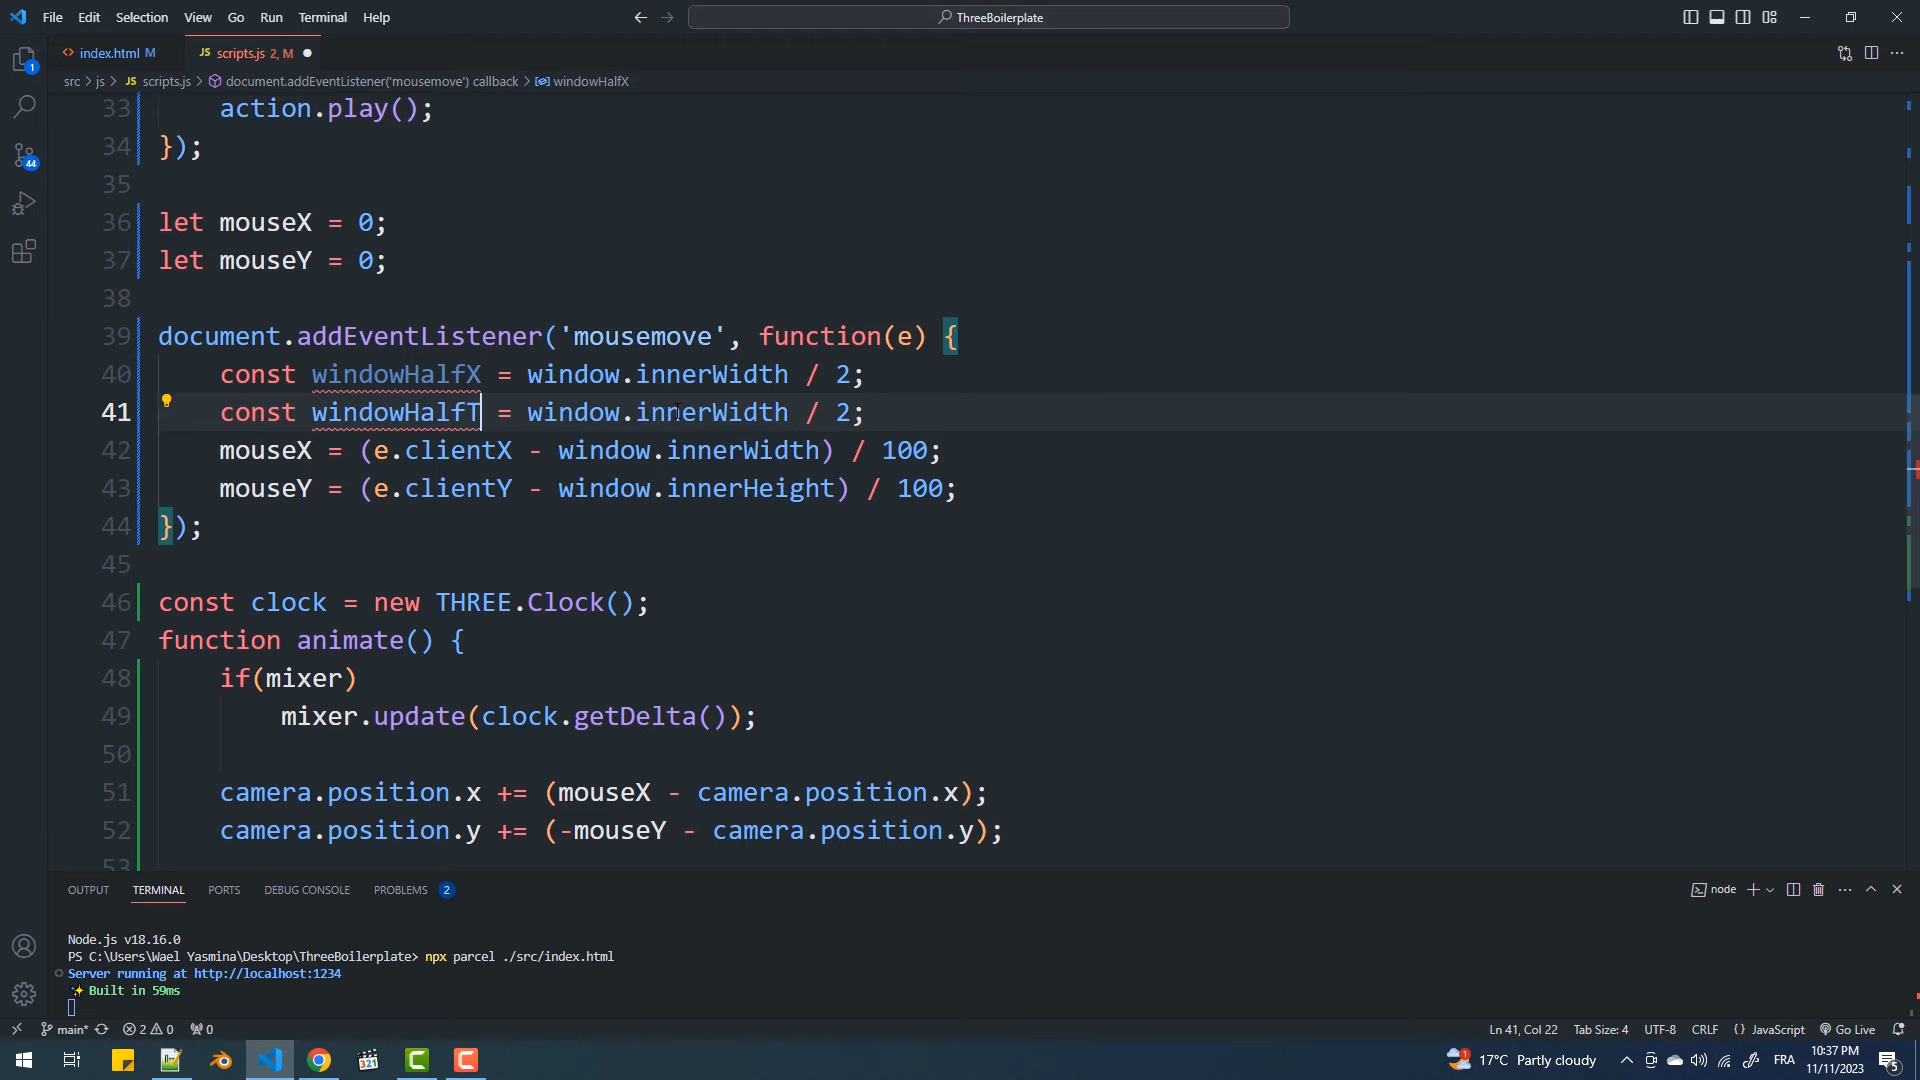 File Edit Selection View Go Run Terminal Help
ThreeBoilerplate
index.html M
JS scripts.js 2, M
src > js > JS scripts.js > document.addEventListener('mousemove') callback > windowHalfX
33 action.play();
34 });
35
36 let mouseX = 0;
37 let mouseY = 0;
38
39 document.addEventListener('mousemove', function(e) {
40 const windowHalfX = window.innerWidth / 2;
41 const windowHalfT = window.innerWidth / 2;
42 mouseX = (e.clientX - window.innerWidth) / 100;
43 mouseY = (e.clientY - window.innerHeight) / 100;
44 });
45
46 const clock = new THREE.Clock();
47 function animate() {
48 if(mixer)
49 mixer.update(clock.getDelta());
50
51 camera.position.x += (mouseX - camera.position.x);
52 camera.position.y += (-mouseY - camera.position.y);
53
1
44
OUTPUT TERMINAL PORTS DEBUG CONSOLE PROBLEMS 2
node
Node.js v18.16.0
PS C:\Users\Wael Yasmina\Desktop\ThreeBoilerplate> npx parcel ./src/index.html
Server running at http://localhost:1234
Built in 59ms
main* 2 0 0
Ln 41, Col 22 Tab Size: 4 UTF-8 CRLF {} JavaScript Go Live
321
1
17°C Partly cloudy
FRA
10:37 PM
11/11/2023
5